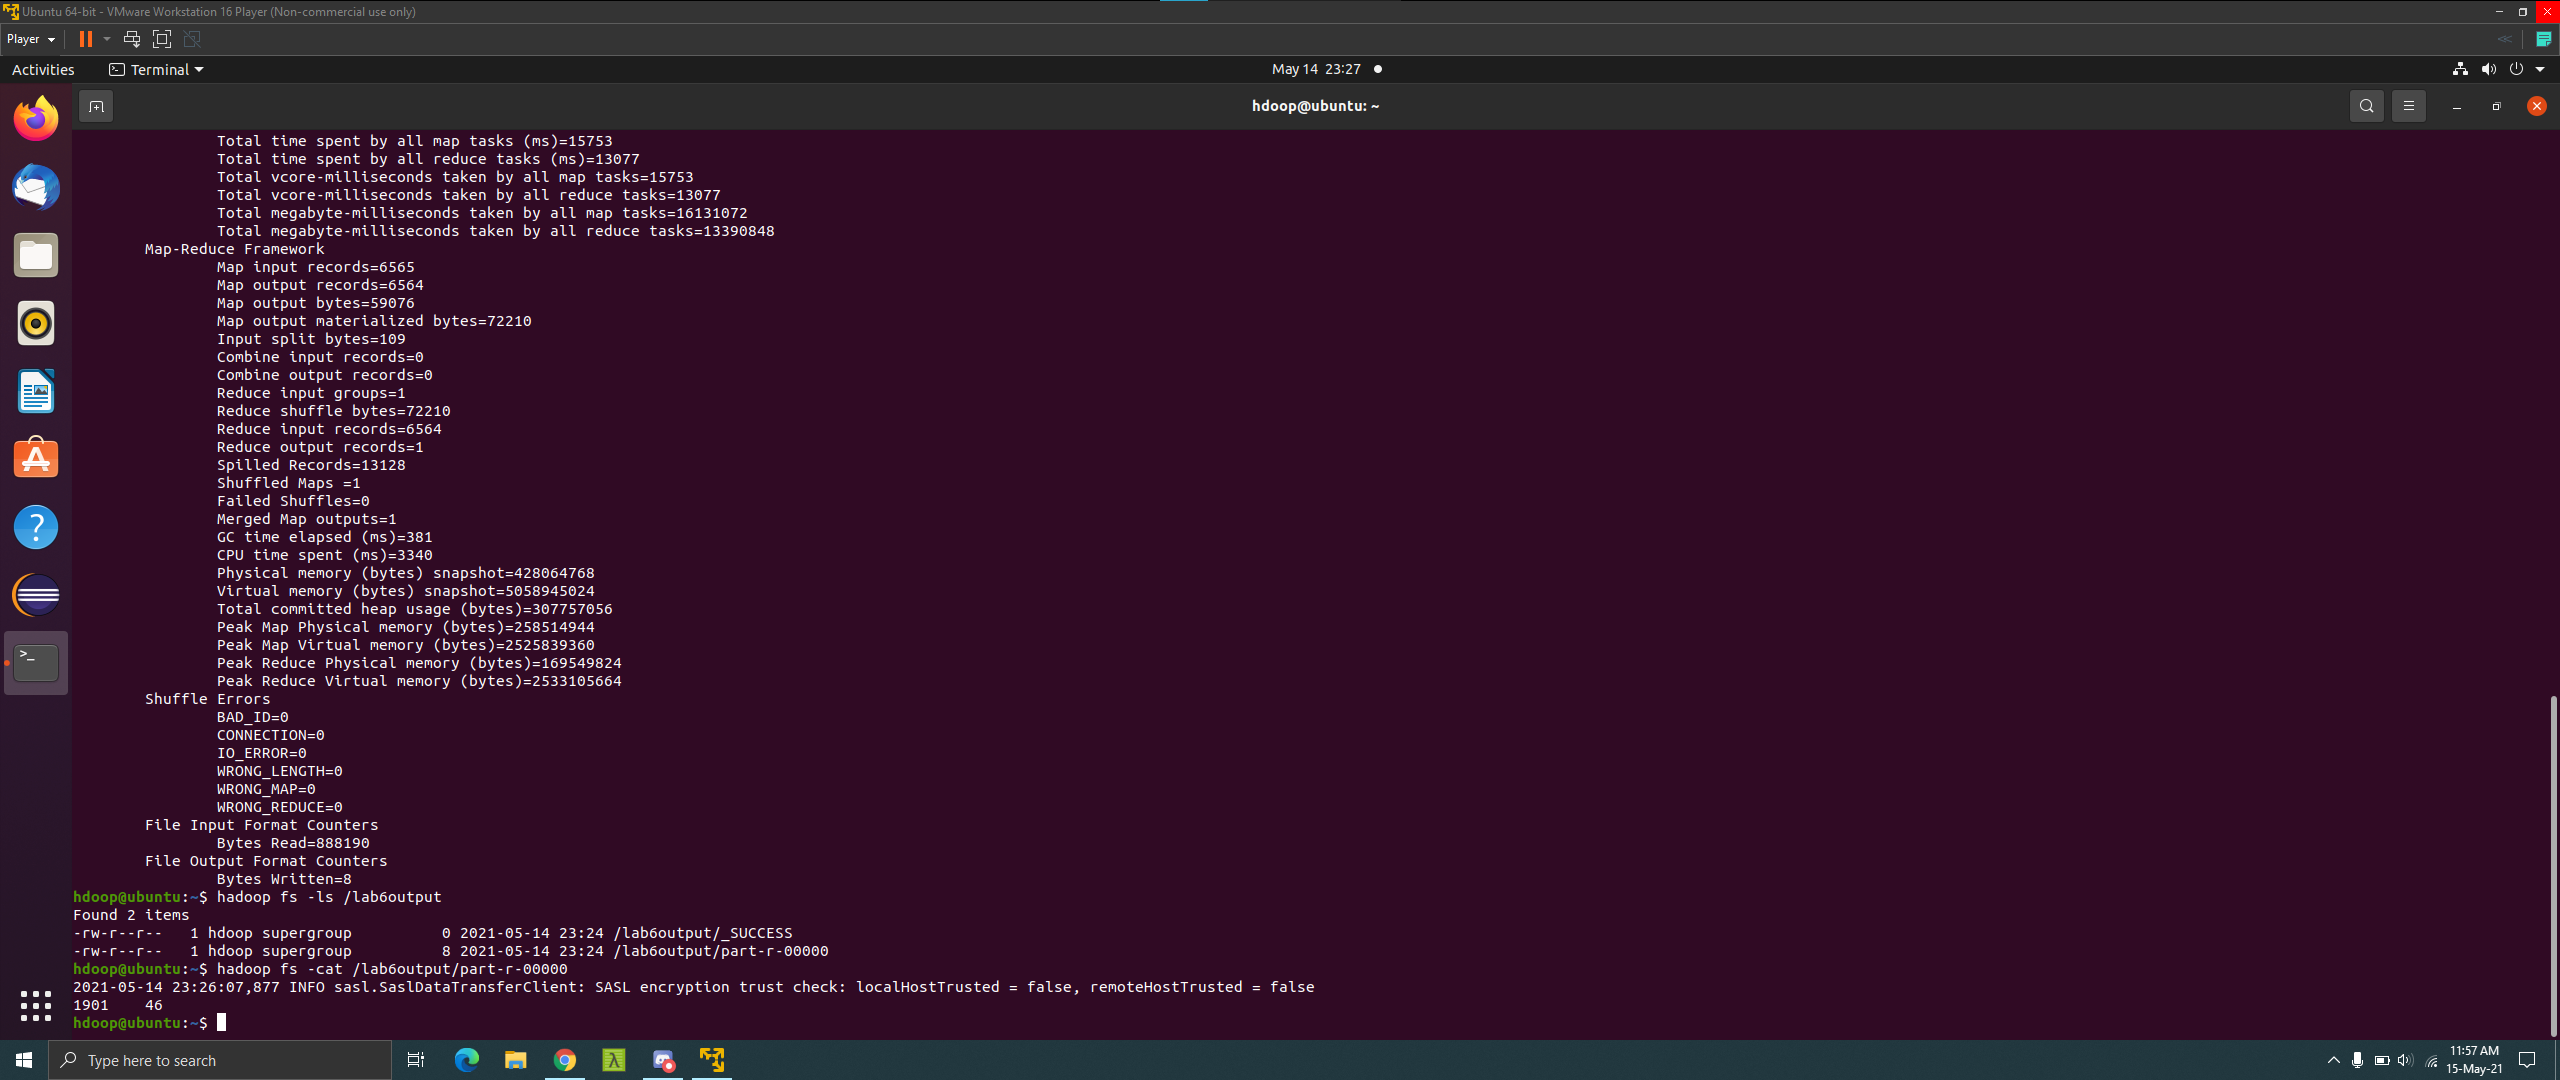 Ubuntu 64-bit - VMware Workstation 16 Player (Non-commercial use only)
Player
Activities
Terminal
May 14 23:27
hdoop@ubuntu: ~
Total time spent by all map tasks (ms)=15753
Total time spent by all reduce tasks (ms)=13077
Total vcore-milliseconds taken by all map tasks=15753
Total vcore-milliseconds taken by all reduce tasks=13077
Total megabyte-milliseconds taken by all map tasks=16131072
Total megabyte-milliseconds taken by all reduce tasks=13390848
Map-Reduce Framework
Map input records=6565
Map output records=6564
Map output bytes=59076
Map output materialized bytes=72210
Input split bytes=109
Combine input records=0
Combine output records=0
Reduce input groups=1
Reduce shuffle bytes=72210
Reduce input records=6564
Reduce output records=1
Spilled Records=13128
Shuffled Maps =1
Failed Shuffles=0
Merged Map outputs=1
GC time elapsed (ms)=381
CPU time spent (ms)=3340
Physical memory (bytes) snapshot=428064768
Virtual memory (bytes) snapshot=5058945024
Total committed heap usage (bytes)=307757056
Peak Map Physical memory (bytes)=258514944
Peak Map Virtual memory (bytes)=2525839360
Peak Reduce Physical memory (bytes)=169549824
Peak Reduce Virtual memory (bytes)=2533105664
Shuffle Errors
BAD_ID=0
CONNECTION=0
IO_ERROR=0
WRONG_LENGTH=0
WRONG_MAP=0
WRONG_REDUCE=0
File Input Format Counters
Bytes Read=888190
File Output Format Counters
Bytes Written=8
hdoop@ubuntu:~$ hadoop fs -ls /lab6output
Found 2 items
-rw-r--r--   1 hdoop supergroup          0 2021-05-14 23:24 /lab6output/_SUCCESS
-rw-r--r--   1 hdoop supergroup          8 2021-05-14 23:24 /lab6output/part-r-00000
hdoop@ubuntu:~$ hadoop fs -cat /lab6output/part-r-00000
2021-05-14 23:26:07,877 INFO sasl.SaslDataTransferClient: SASL encryption trust check: localHostTrusted = false, remoteHostTrusted = false
1901    46
hdoop@ubuntu:~$
Type here to search
11:57 AM
15-May-21